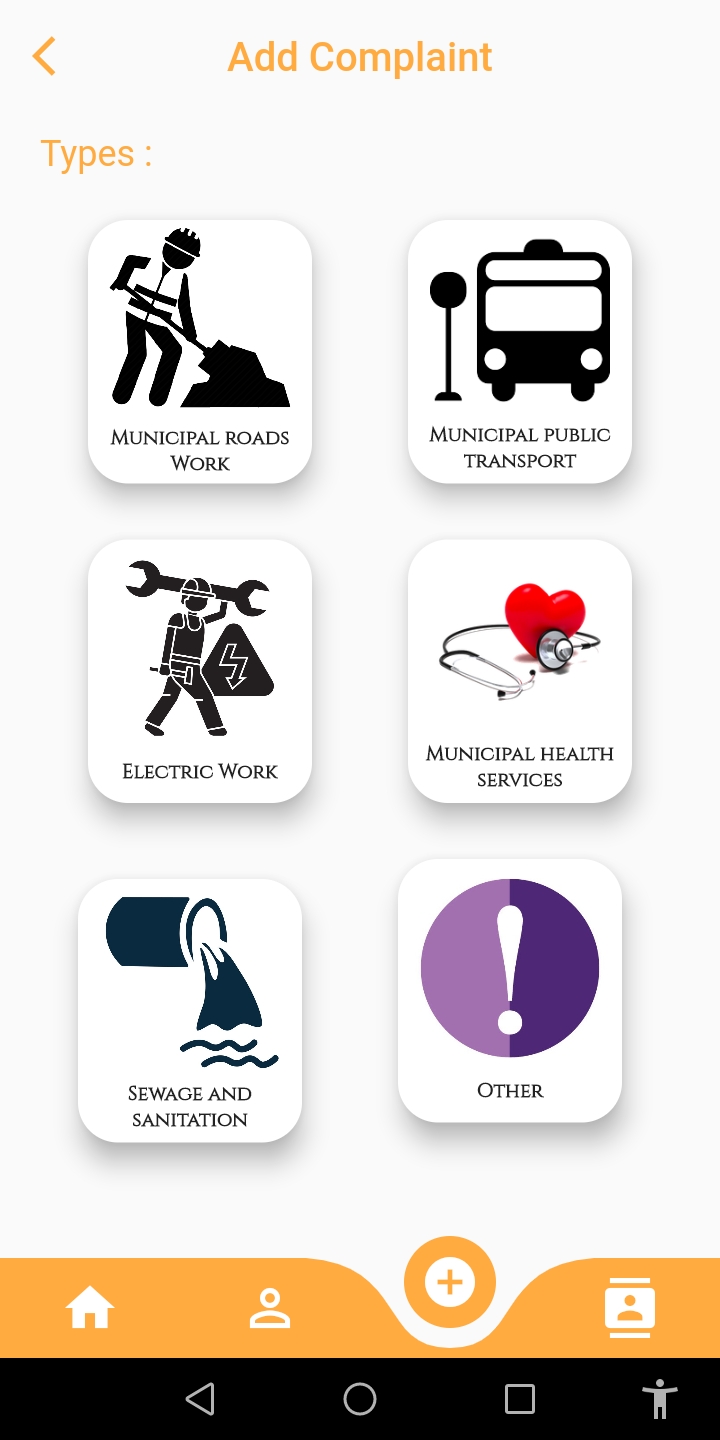 Add Complaint
Types :
Municipal roads
Work
Municipal public
transport
Electric Work
Municipal health
services
Sewage and
sanitation
Other